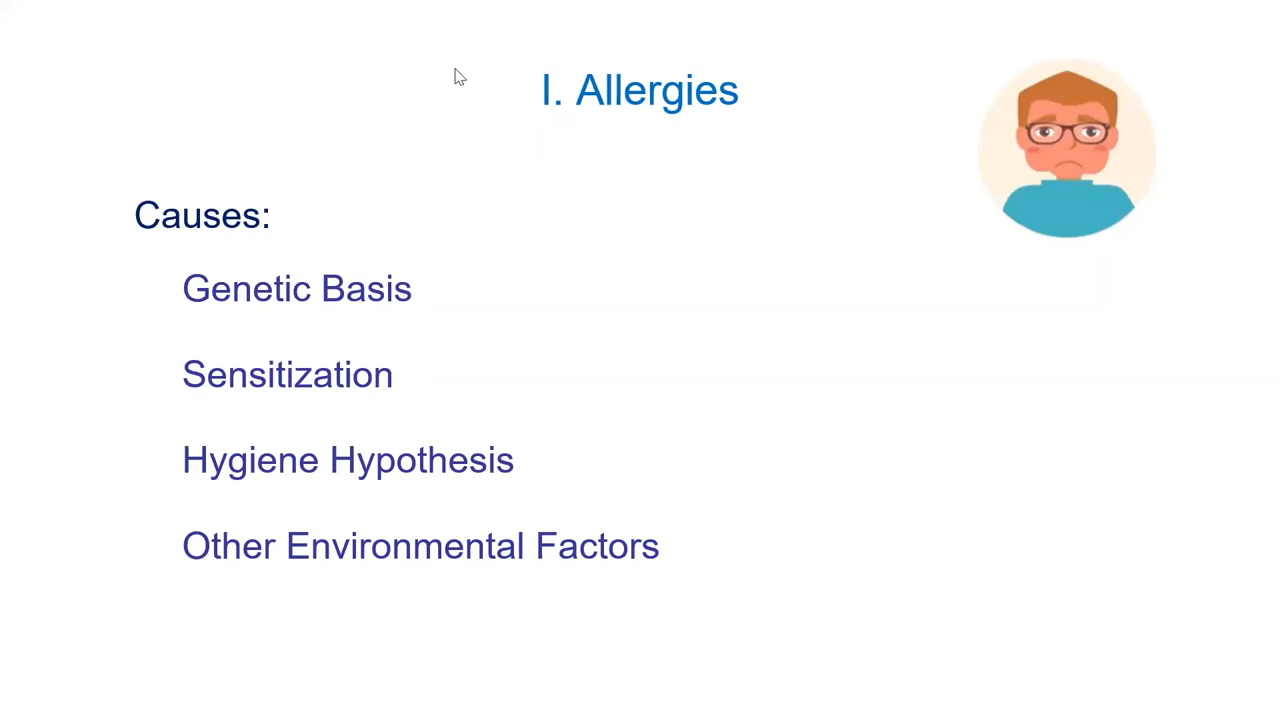 I. Allergies
Causes:
Genetic Basis
Sensitization
Hygiene Hypothesis
Other Environmental Factors